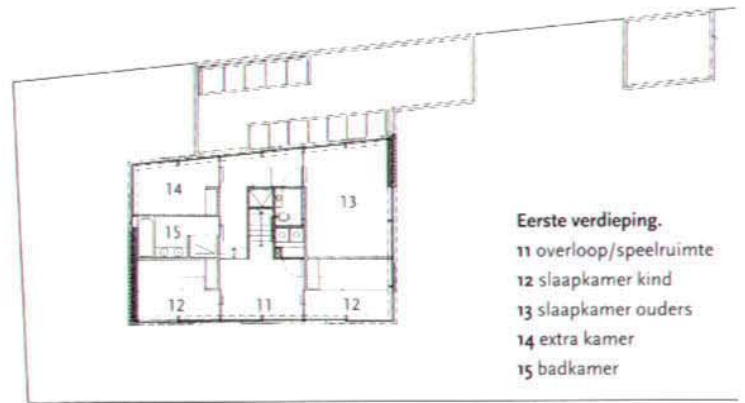 14
13
15
12
11
12
Eerste verdieping.
11 overloop/speelruimte
12 slaapkamer kind
13 slaapkamer ouders
14 extra kamer
15 badkamer